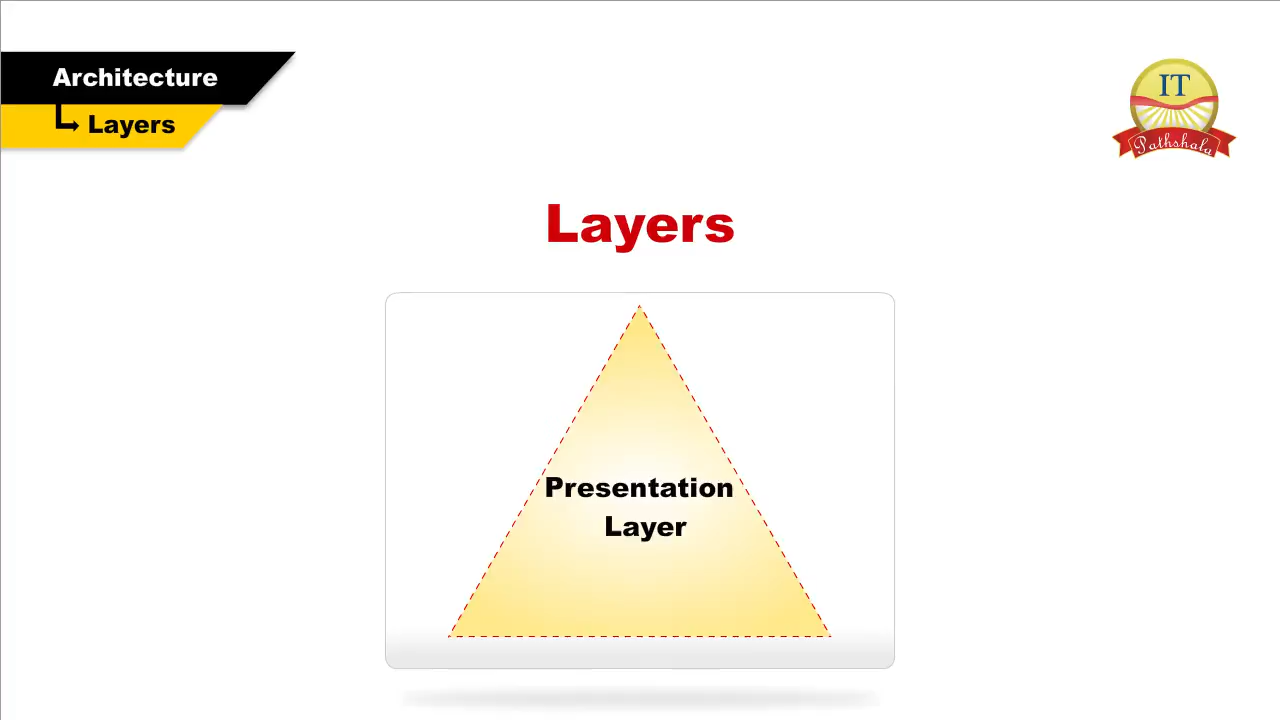 Architecture
Layers
IT
Pathshala
Layers
Presentation
Layer